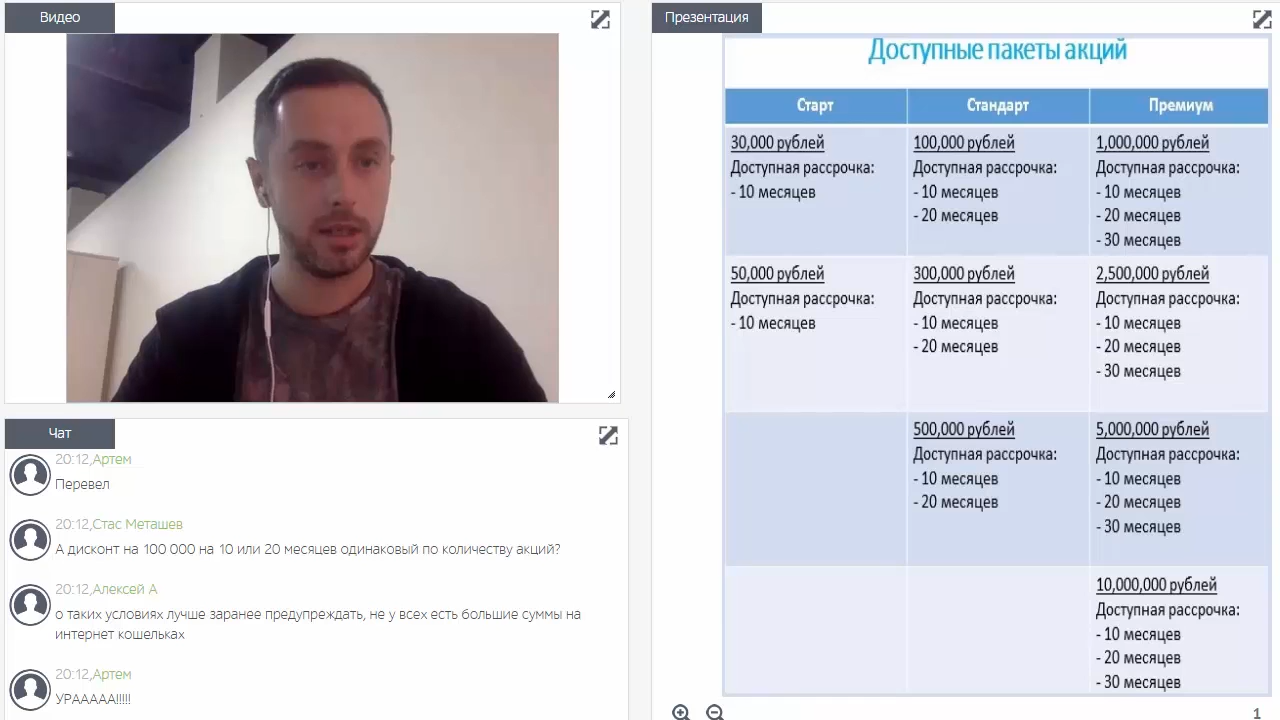 Видео
Чат
20:12,Артем
Перевел
20:12,Стас Меташев
А дисконт на 100 000 на 10 или 20 месяцев одинаковый по количеству акций?
20:12,Алексей А
о таких условиях лучше заранее предупреждать, не у всех есть большие суммы на
интернет кошельках
20:12,Артем
УРААААА!!!!!
Презентация
Доступные пакеты акций
Старт
Стандарт
Премиум
30,000 рублей
Доступная рассрочка:
- 10 месяцев
100,000 рублей
Доступная рассрочка:
- 10 месяцев
- 20 месяцев
1,000,000 рублей
Доступная рассрочка:
- 10 месяцев
- 20 месяцев
- 30 месяцев
50,000 рублей
Доступная рассрочка:
- 10 месяцев
300,000 рублей
Доступная рассрочка:
- 10 месяцев
- 20 месяцев
2,500,000 рублей
Доступная рассрочка:
- 10 месяцев
- 20 месяцев
- 30 месяцев
500,000 рублей
Доступная рассрочка:
- 10 месяцев
- 20 месяцев
5,000,000 рублей
Доступная рассрочка:
- 10 месяцев
- 20 месяцев
- 30 месяцев
10,000,000 рублей
Доступная рассрочка:
- 10 месяцев
- 20 месяцев
- 30 месяцев
1